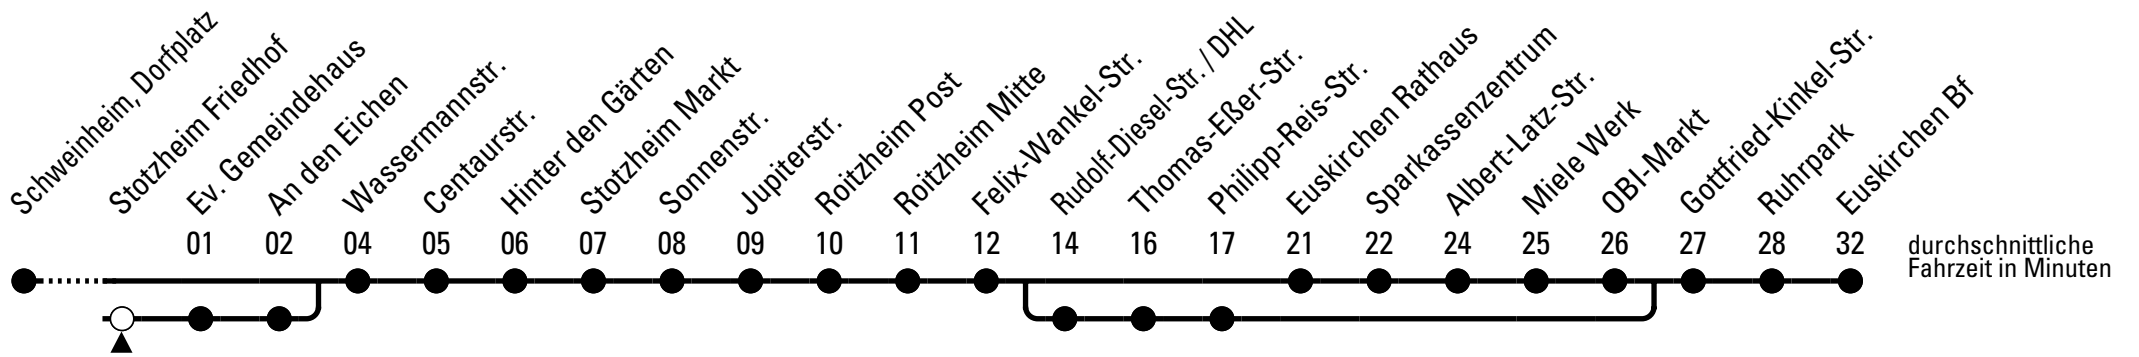 Schweinheim, Dorfplatz
Stotzheim Friedhof
Ev. Gemeindehaus
An den Eichen
Wassermannstr.
Centaurstr.
Hinter den Gärten
Stotzheim Markt
Sonnenstr.
Jupiterstr.
Roitzheim Post
Roitzheim Mitte
Felix-Wankel-Str.
Rudolf-Diesel-Str. / DHL
Thomas-Eßer-Str.
Philipp-Reis-Str.
Euskirchen Rathaus
Sparkassenzentrum
Albert-Latz-Str.
Miele Werk
OBI-Markt
Gottfried-Kinkel-Str.
Ruhrpark
Euskirchen Bf
01 02 04 05 06 07 08 09 10 11 12 14 16 17 21 22 24 25 26 27 28 32
durchschnittliche
Fahrzeit in Minuten